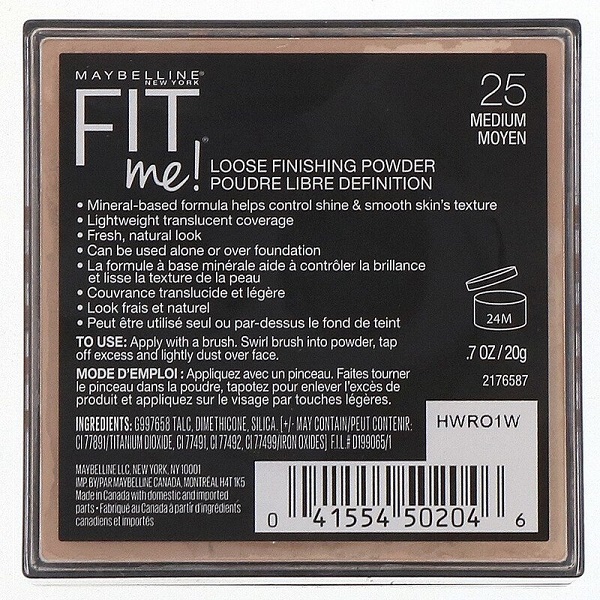 MAYBELLINE®
NEW YORK
FIT
me!®
25
MEDIUM
MOYEN
LOOSE FINISHING POWDER
POUDRE LIBRE DEFINITION
• Mineral-based formula helps control shine & smooth skin's texture
• Lightweight translucent coverage
• Fresh, natural look
• Can be used alone or over foundation
• La formule à base minérale aide à contrôler la brillance
et lisse la texture de la peau
• Couvrance translucide et légère
• Look frais et naturel
• Peut être utilisé seul ou par-dessus le fond de teint
TO USE: Apply with a brush. Swirl brush into powder, tap
off excess and lightly dust over face.
MODE D'EMPLOI : Appliquez avec un pinceau. Faites tourner
le pinceau dans la poudre, tapotez pour enlever l'excès de
produit et appliquez sur le visage par touches légères.
24M
.7 OZ / 20g
2176587
INGREDIENTS: G997658 TALC, DIMETHICONE, SILICA. [+/- MAY CONTAIN/PEUT CONTENIR:
CI 77891/TITANIUM DIOXIDE, CI 77491, CI 77492, CI 77499/IRON OXIDES] F.I.L.# D199065/1
HWRO1W
MAYBELLINE LLC, NEW YORK, NY 10001
IMP. BY/PAR MAYBELLINE CANADA, MONTRÉAL H4T 1K5
Made in Canada with domestic and imported
parts • Fabriqué au Canada à partir d'ingrédients
canadiens et importés
0 41554 50204 6